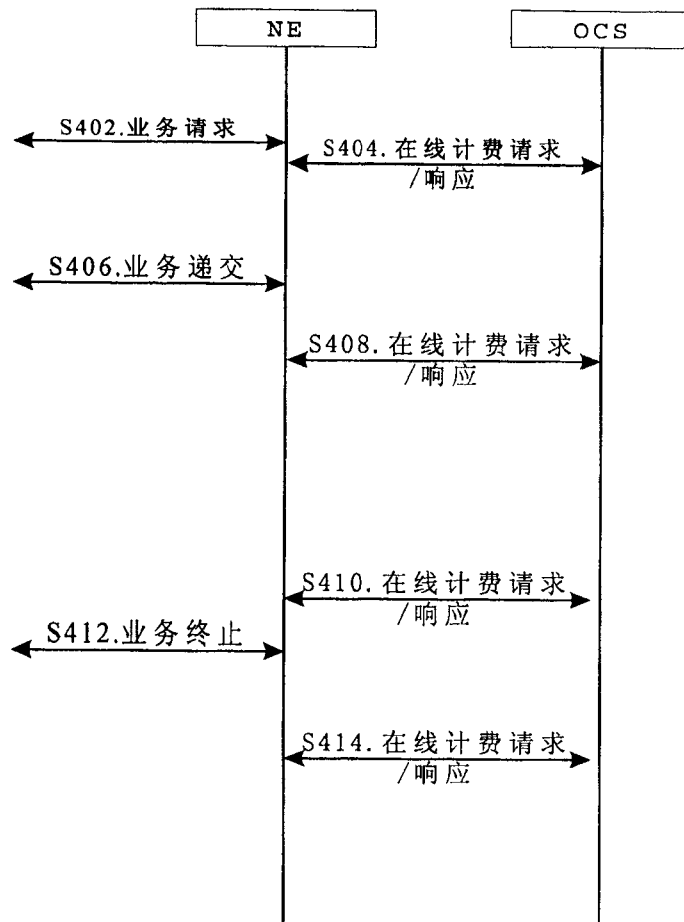 NE
OCS
S402.业务请求
S404.在线计费请求
/响应
S406.业务递交
S408.在线计费请求
/响应
S410.在线计费请求
/响应
S412.业务终止
S414.在线计费请求
/响应